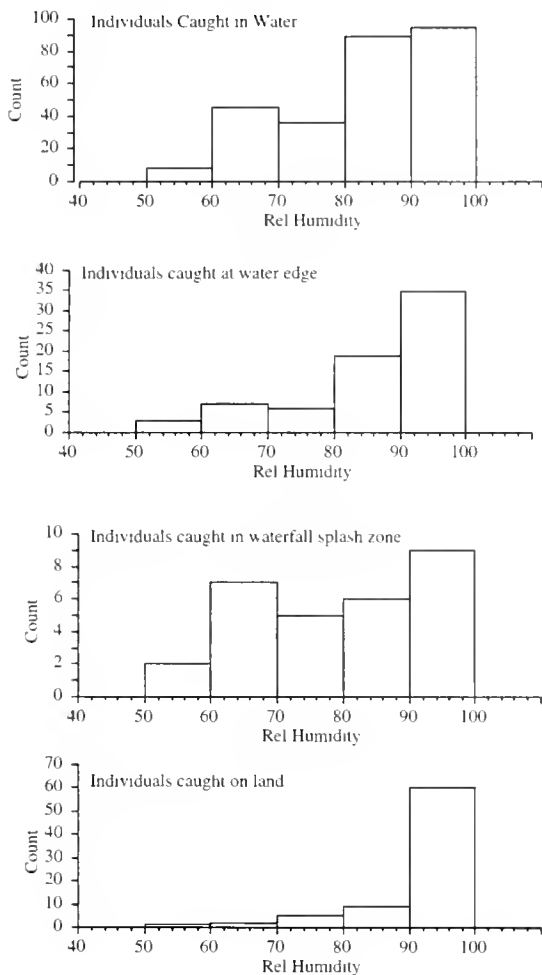 Individuals Caught in Water
100
80
60
40
20
0
Count
40 50 60 70 80 90 100
Rel Humidity
Individuals caught at water edge
40
35
30
25
20
15
10
5
0
Count
40 50 60 70 80 90 100
Rel Humidity
Individuals caught in waterfall splash zone
10
8
6
4
2
0
Count
40 50 60 70 80 90 100
Rel Humidity
Individuals caught on land
70
60
50
40
30
20
10
0
Count
40 50 60 70 80 90 100
Rel Humidity